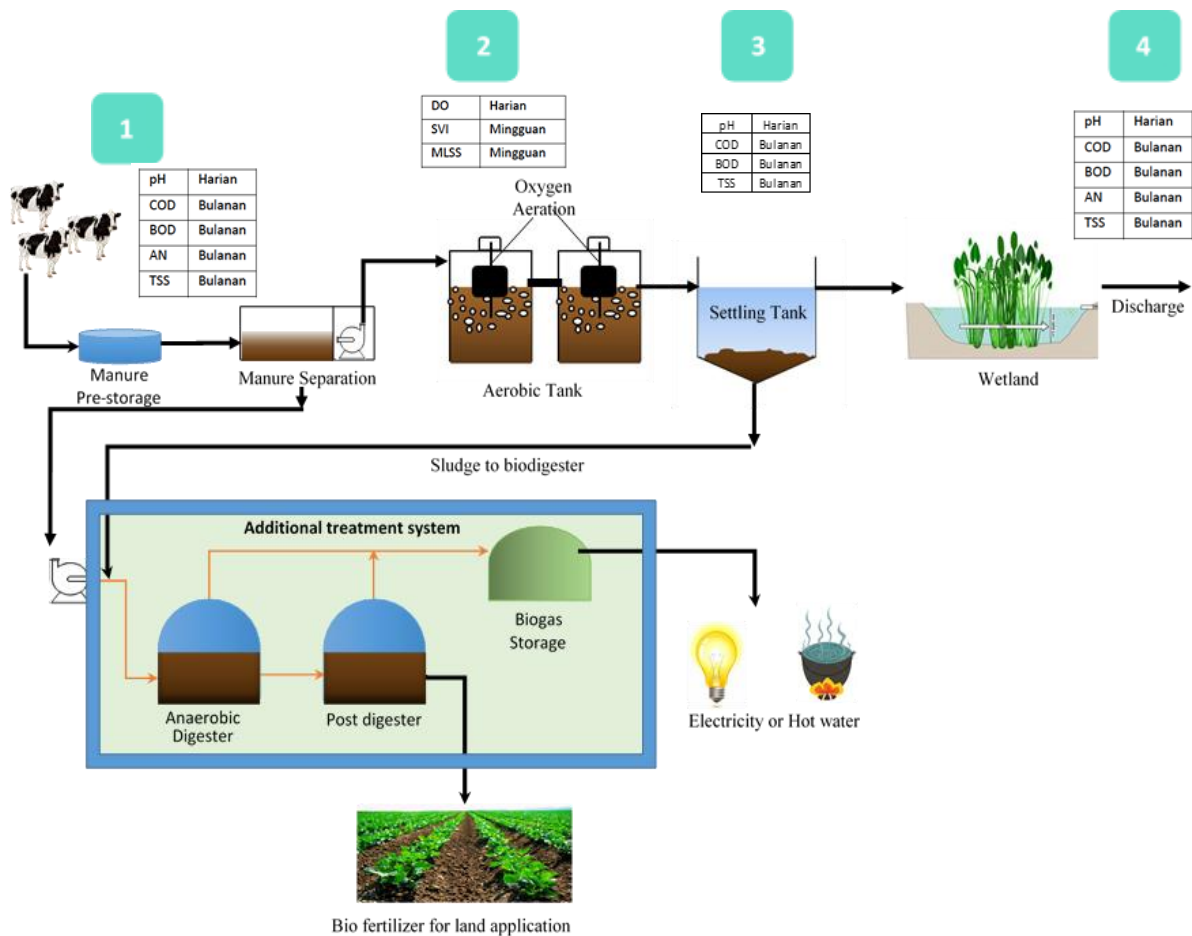 1
pH Harian
COD Bulanan
BOD Bulanan
AN Bulanan
TSS Bulanan
2
DO Harian
SVI Mingguan
MLSS Mingguan
3
pH Harian
COD Bulanan
BOD Bulanan
TSS Bulanan
4
pH Harian
COD Bulanan
BOD Bulanan
AN Bulanan
TSS Bulanan
Oxygen
Aeration
Manure
Pre-storage
Manure Separation
Aerobic Tank
Settling Tank
Wetland
Discharge
Sludge to biodigester
Additional treatment system
Anaerobic
Digester
Post digester
Biogas
Storage
Electricity or Hot water
Bio fertilizer for land application